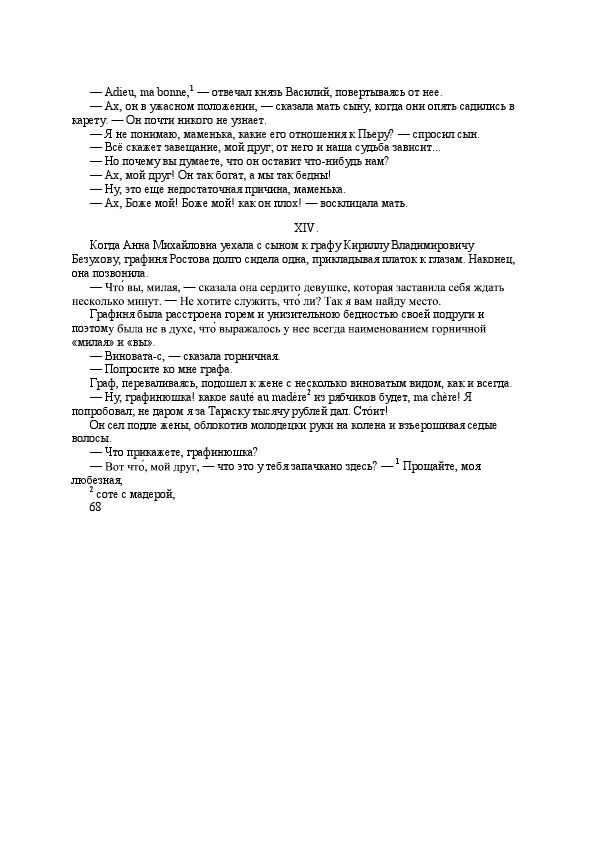 — Adieu, ma bonne,¹ — отвечал князь Василий, повертываясь от нее.
— Ах, он в ужасном положении, — сказала мать сыну, когда они опять садились в
карету. — Он почти никого не узнает.
— Я не понимаю, маменька, какие его отношения к Пьеру? — спросил сын.
— Всё скажет завещание, мой друг; от него и наша судьба зависит...
— Но почему вы думаете, что он оставит что-нибудь нам?
— Ах, мой друг! Он так богат, а мы так бедны!
— Ну, это еще недостаточная причина, маменька.
— Ах, Боже мой! Боже мой! как он плох! — восклицала мать.
XIV.
Когда Анна Михайловна уехала с сыном к графу Кириллу Владимировичу
Безухову, графиня Ростова долго сидела одна, прикладывая платок к глазам. Наконец,
она позвонила.
— Что́ вы, милая, — сказала она сердито девушке, которая заставила себя ждать
несколько минут. — Не хотите служить, что́ ли? Так я вам найду место.
Графиня была расстроена горем и унизительною бедностью своей подруги и
поэтому была не в духе, что́ выражалось у нее всегда наименованием горничной
«милая» и «вы».
— Виновата-с, — сказала горничная.
— Попросите ко мне графа.
Граф, переваливаясь, подошел к жене с несколько виноватым видом, как и всегда.
— Ну, графинюшка! какое sauté au madère² из рябчиков будет, ma chère! Я
попробовал; не даром я за Тараску тысячу рублей дал. Сто́ит!
Он сел подле жены, облокотив молодецки руки на колена и взъерошивая седые
волосы.
— Что прикажете, графинюшка?
— Вот что́, мой друг, — что это у тебя запачкано здесь? — ¹ Прощайте, моя
любезная,
² соте с мадерой,
68